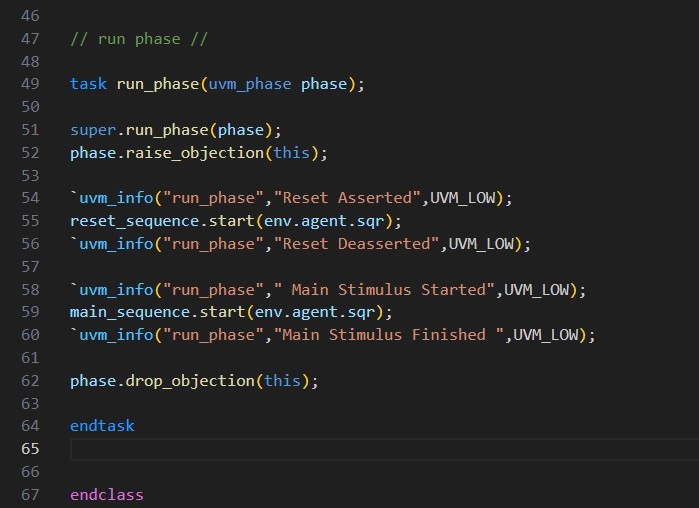 46
47 // run phase //
48
49 task run_phase(uvm_phase phase);
50
51 super.run_phase(phase);
52 phase.raise_objection(this);
53
54 `uvm_info("run_phase","Reset Asserted",UVM_LOW);
55 reset_sequence.start(env.agent.sqr);
56 `uvm_info("run_phase","Reset Deasserted",UVM_LOW);
57
58 `uvm_info("run_phase"," Main Stimulus Started",UVM_LOW);
59 main_sequence.start(env.agent.sqr);
60 `uvm_info("run_phase","Main Stimulus Finished ",UVM_LOW);
61
62 phase.drop_objection(this);
63
64 endtask
65
66
67 endclass